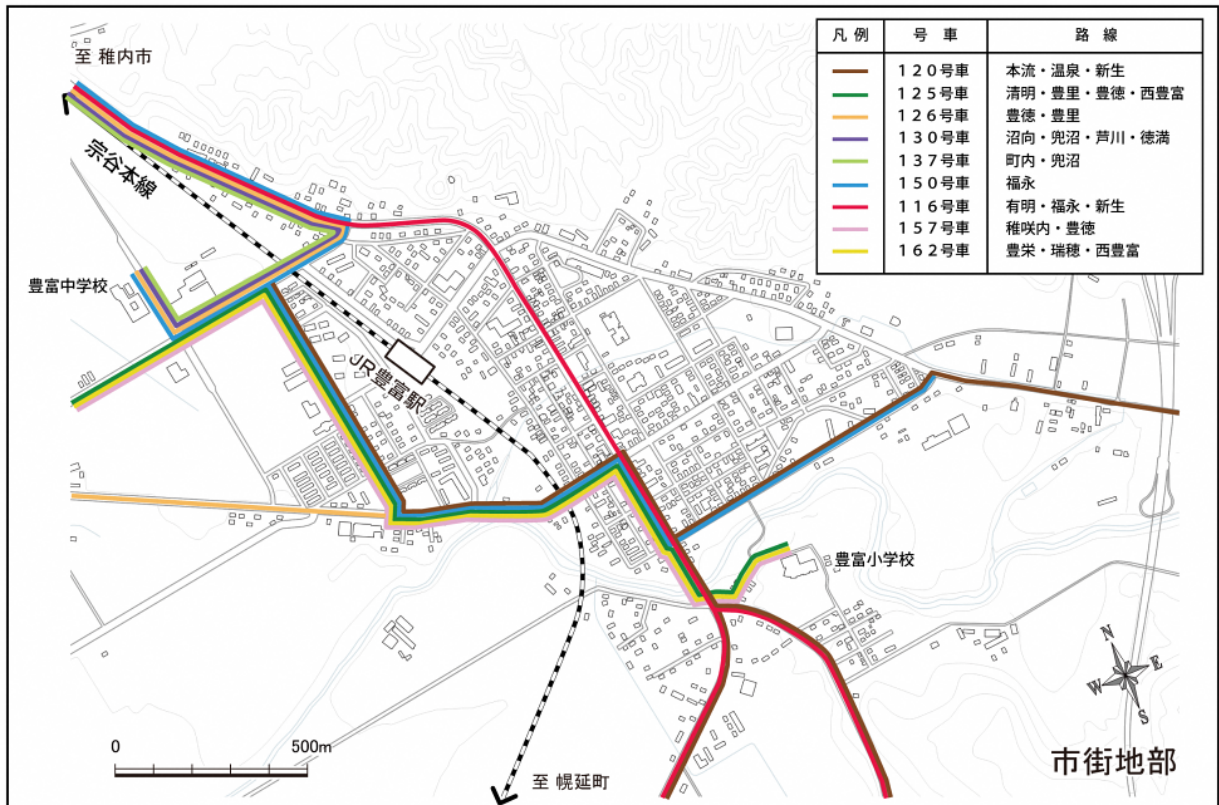 至 稚内市
宗谷本線
豊富中学校
JR豊富駅
豊富小学校
至 幌延町
0 500m
N
W E
S
市街地部
凡 例 号 車 路 線
120号車 本流・温泉・新生
125号車 清明・豊里・豊徳・西豊富
126号車 豊徳・豊里
130号車 沼向・兜沼・芦川・徳満
137号車 町内・兜沼
150号車 福永
116号車 有明・福永・新生
157号車 稚咲内・豊徳
162号車 豊栄・瑞穂・西豊富